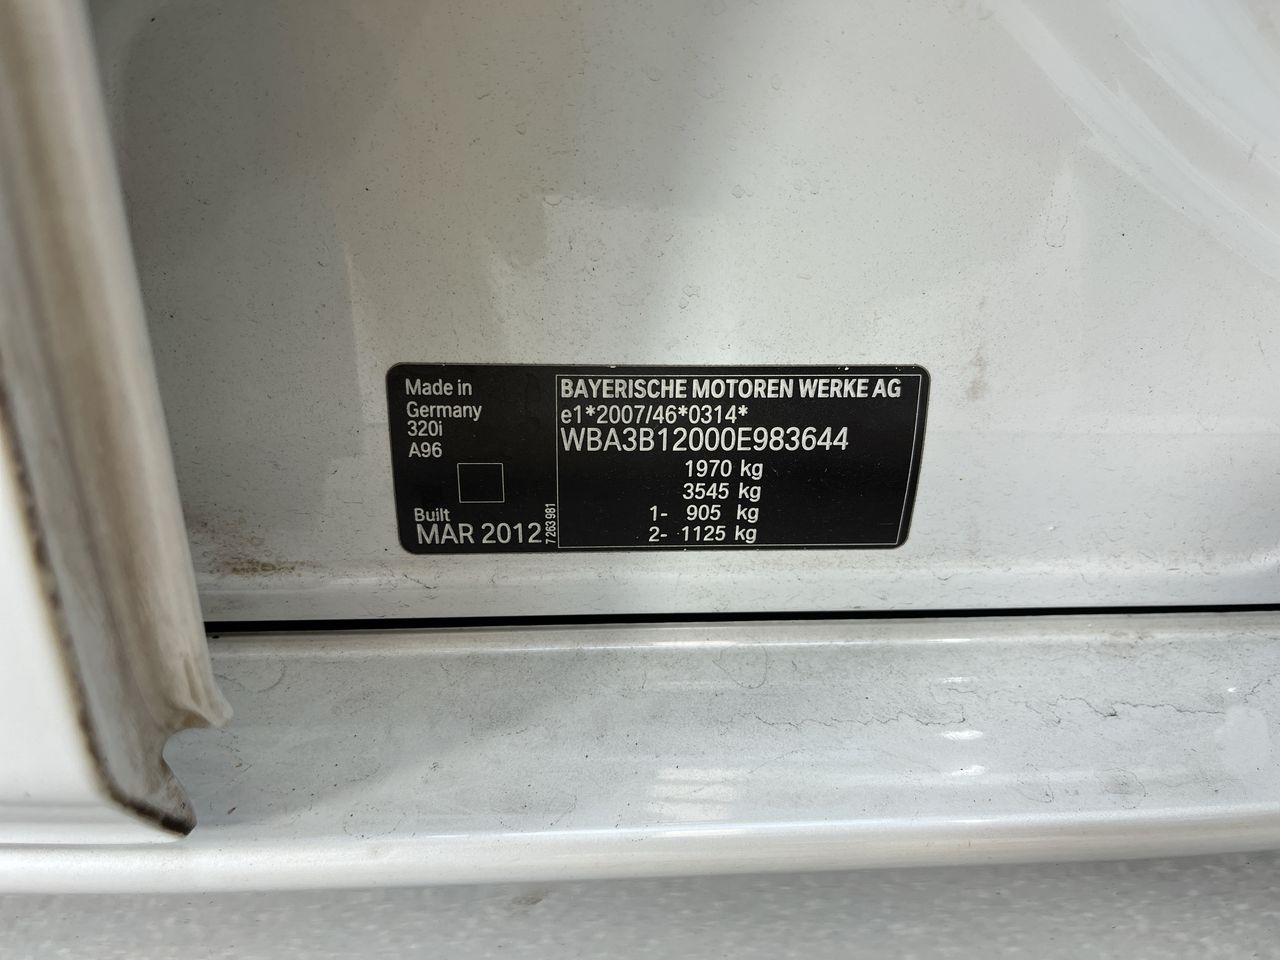 Made in
Germany
320i
A96
Built
MAR 2012
7 263 981
BAYERISCHE MOTOREN WERKE AG
e1*2007/46*0314*
WBA3B12000E983644
1970 kg
3545 kg
1- 905 kg
2- 1125 kg